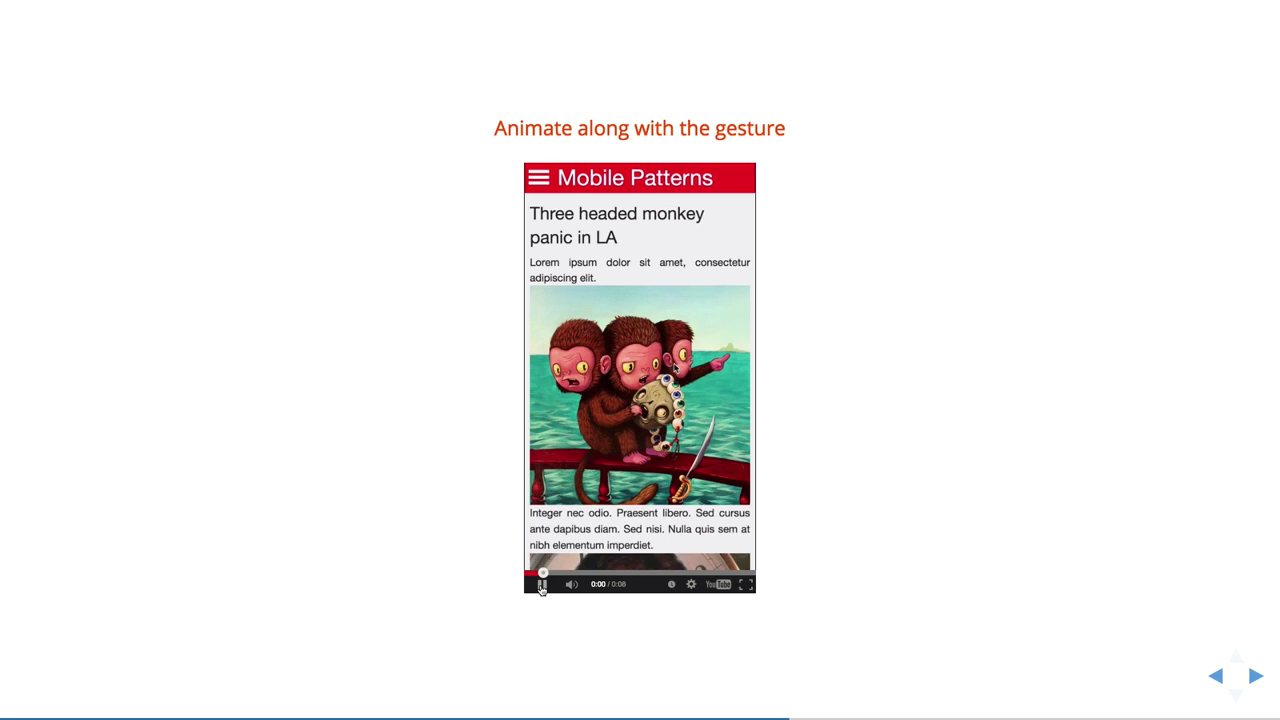 Animate along with the gesture
Mobile Patterns
Three headed monkey
panic in LA
Lorem ipsum dolor sit amet, consectetur
adipiscing elit.
Integer nec odio. Praesent libero. Sed cursus
ante dapibus diam. Sed nisi. Nulla quis sem at
nibh elementum imperdiet.
0:00 / 0:08 YouTube